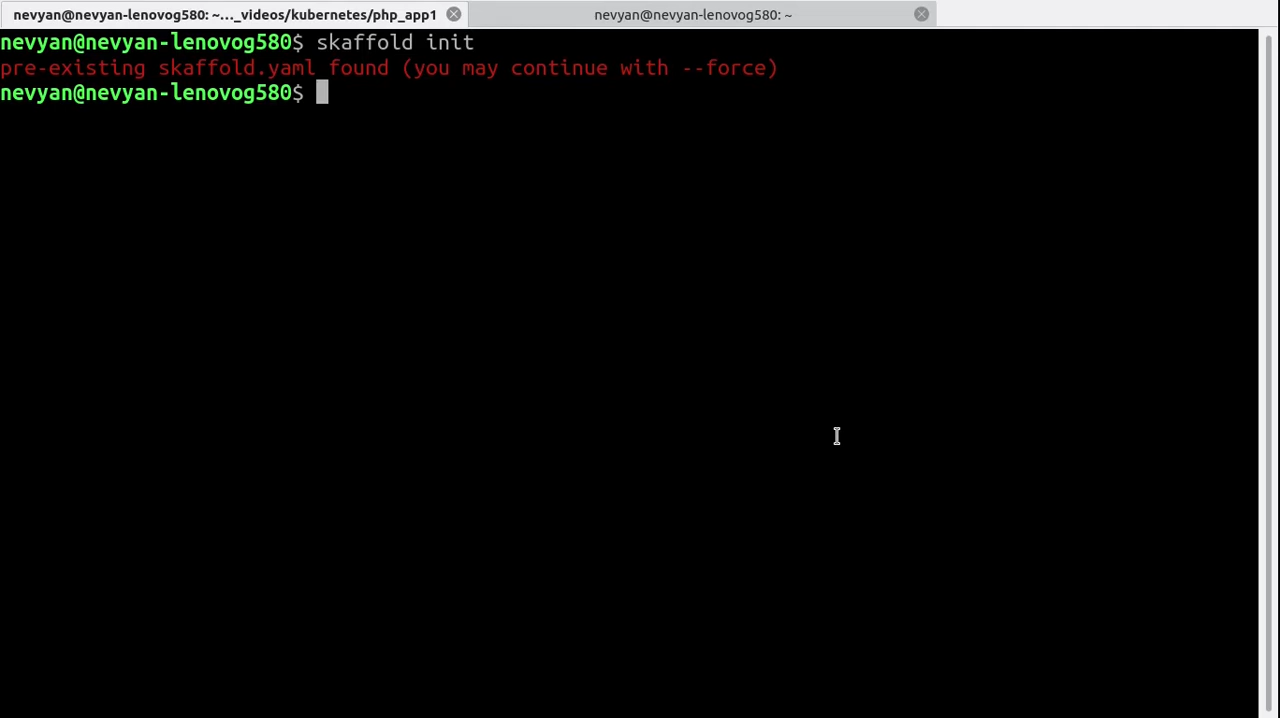 nevyan@nevyan-lenovog580: ~..._videos/kubernetes/php_app1
nevyan@nevyan-lenovog580: ~
nevyan@nevyan-lenovog580$ skaffold init
pre-existing skaffold.yaml found (you may continue with --force)
nevyan@nevyan-lenovog580$